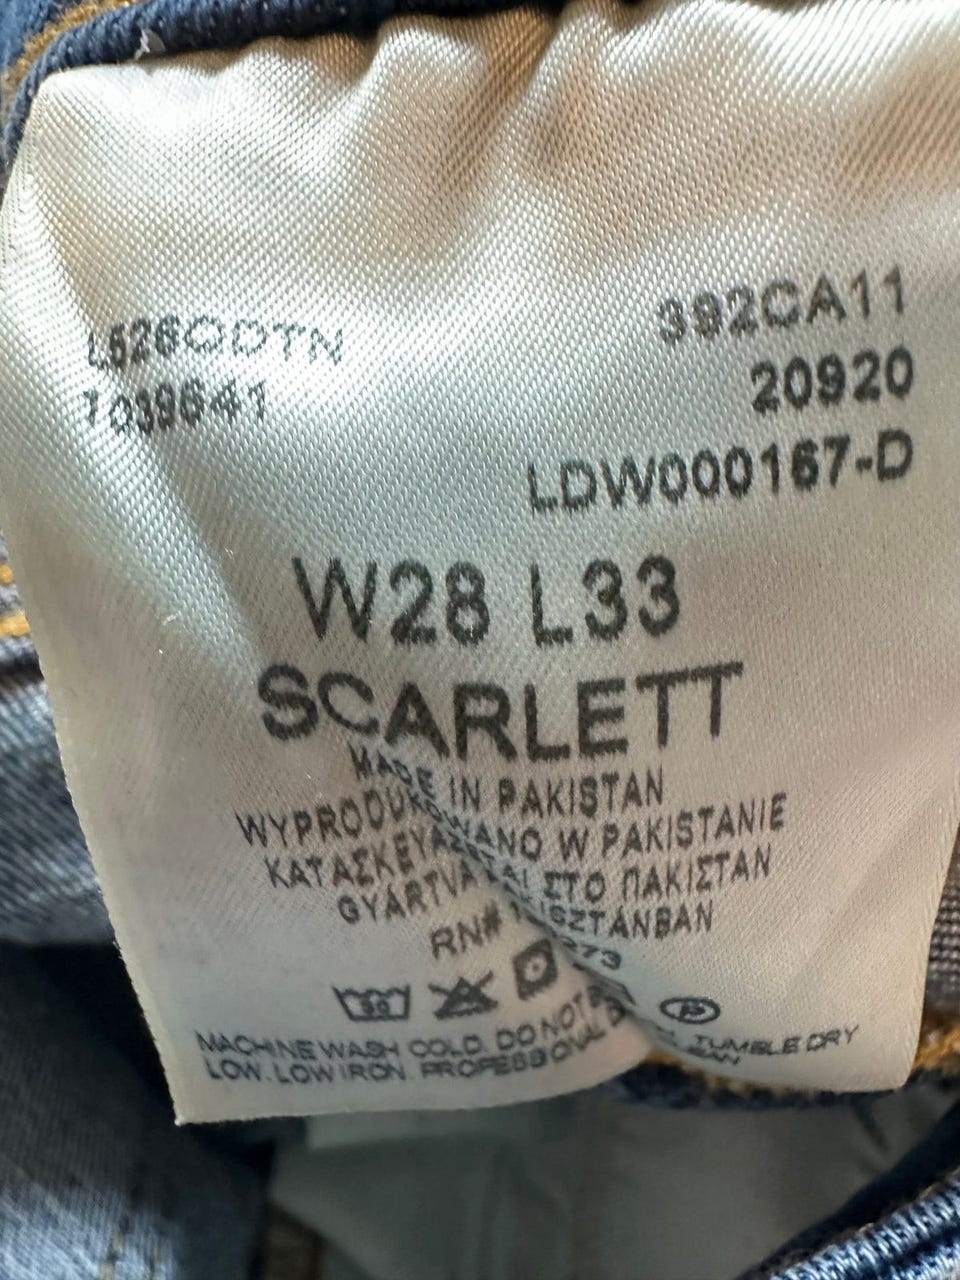 L526ODTN 392CA11
1039641 20920
LDW000167-D
W28 L33
SCARLETT
MADE IN PAKISTAN
WYPRODUKOWANO W PAKISTANIE
ΣΤΟ ΠΑΚΙΣΤΑΝ
RN#
30 P
MACHINE WASH COLD. DO NOT TUMBLE DRY
LOW. LOW IRON. PROFESSIONAL